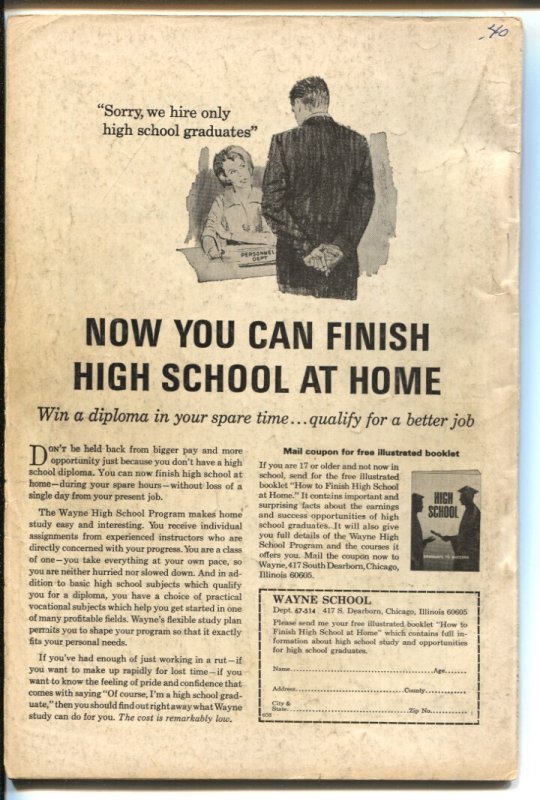 .40
"Sorry, we hire only
high school graduates"
PERSONNEL
DEPT
NOW YOU CAN FINISH
HIGH SCHOOL AT HOME
Win a diploma in your spare time...qualify for a better job
DON'T be held back from bigger pay and more
opportunity just because you don't have a high
school diploma. You can now finish high school at
home—during your spare hours—without loss of a
single day from your present job.
The Wayne High School Program makes home
study easy and interesting. You receive individual
assignments from experienced instructors who are
directly concerned with your progress. You are a class
of one—you take everything at your own pace, so
you are neither hurried nor slowed down. And in ad-
dition to basic high school subjects which qualify
you for a diploma, you have a choice of practical
vocational subjects which help you get started in one
of many profitable fields. Wayne's flexible study plan
permits you to shape your program so that it exactly
fits your personal needs.
If you've had enough of just working in a rut—if
you want to make up rapidly for lost time—if you
want to know the feeling of pride and confidence that
comes with saying "Of course, I'm a high school grad-
uate," then you should find out right away what Wayne
study can do for you. The cost is remarkably low.
Mail coupon for free illustrated booklet
If you are 17 or older and not now in
school, send for the free illustrated
booklet "How to Finish High School
at Home." It contains important and
surprising facts about the earnings
and success opportunities of high
school graduates. It will also give
you full details of the Wayne High
School Program and the courses it
offers you. Mail the coupon now to
Wayne, 417 South Dearborn, Chicago,
Illinois 60605.
HIGH
SCHOOL
GRADUATE TO SUCCESS
WAYNE SCHOOL
Dept. 67-514 417 S. Dearborn, Chicago, Illinois 60605
Please send me your free illustrated booklet "How to
Finish High School at Home" which contains full in-
formation about high school study and opportunities
for high school graduates.
Name Age
Address County
City &
State Zip No.
608